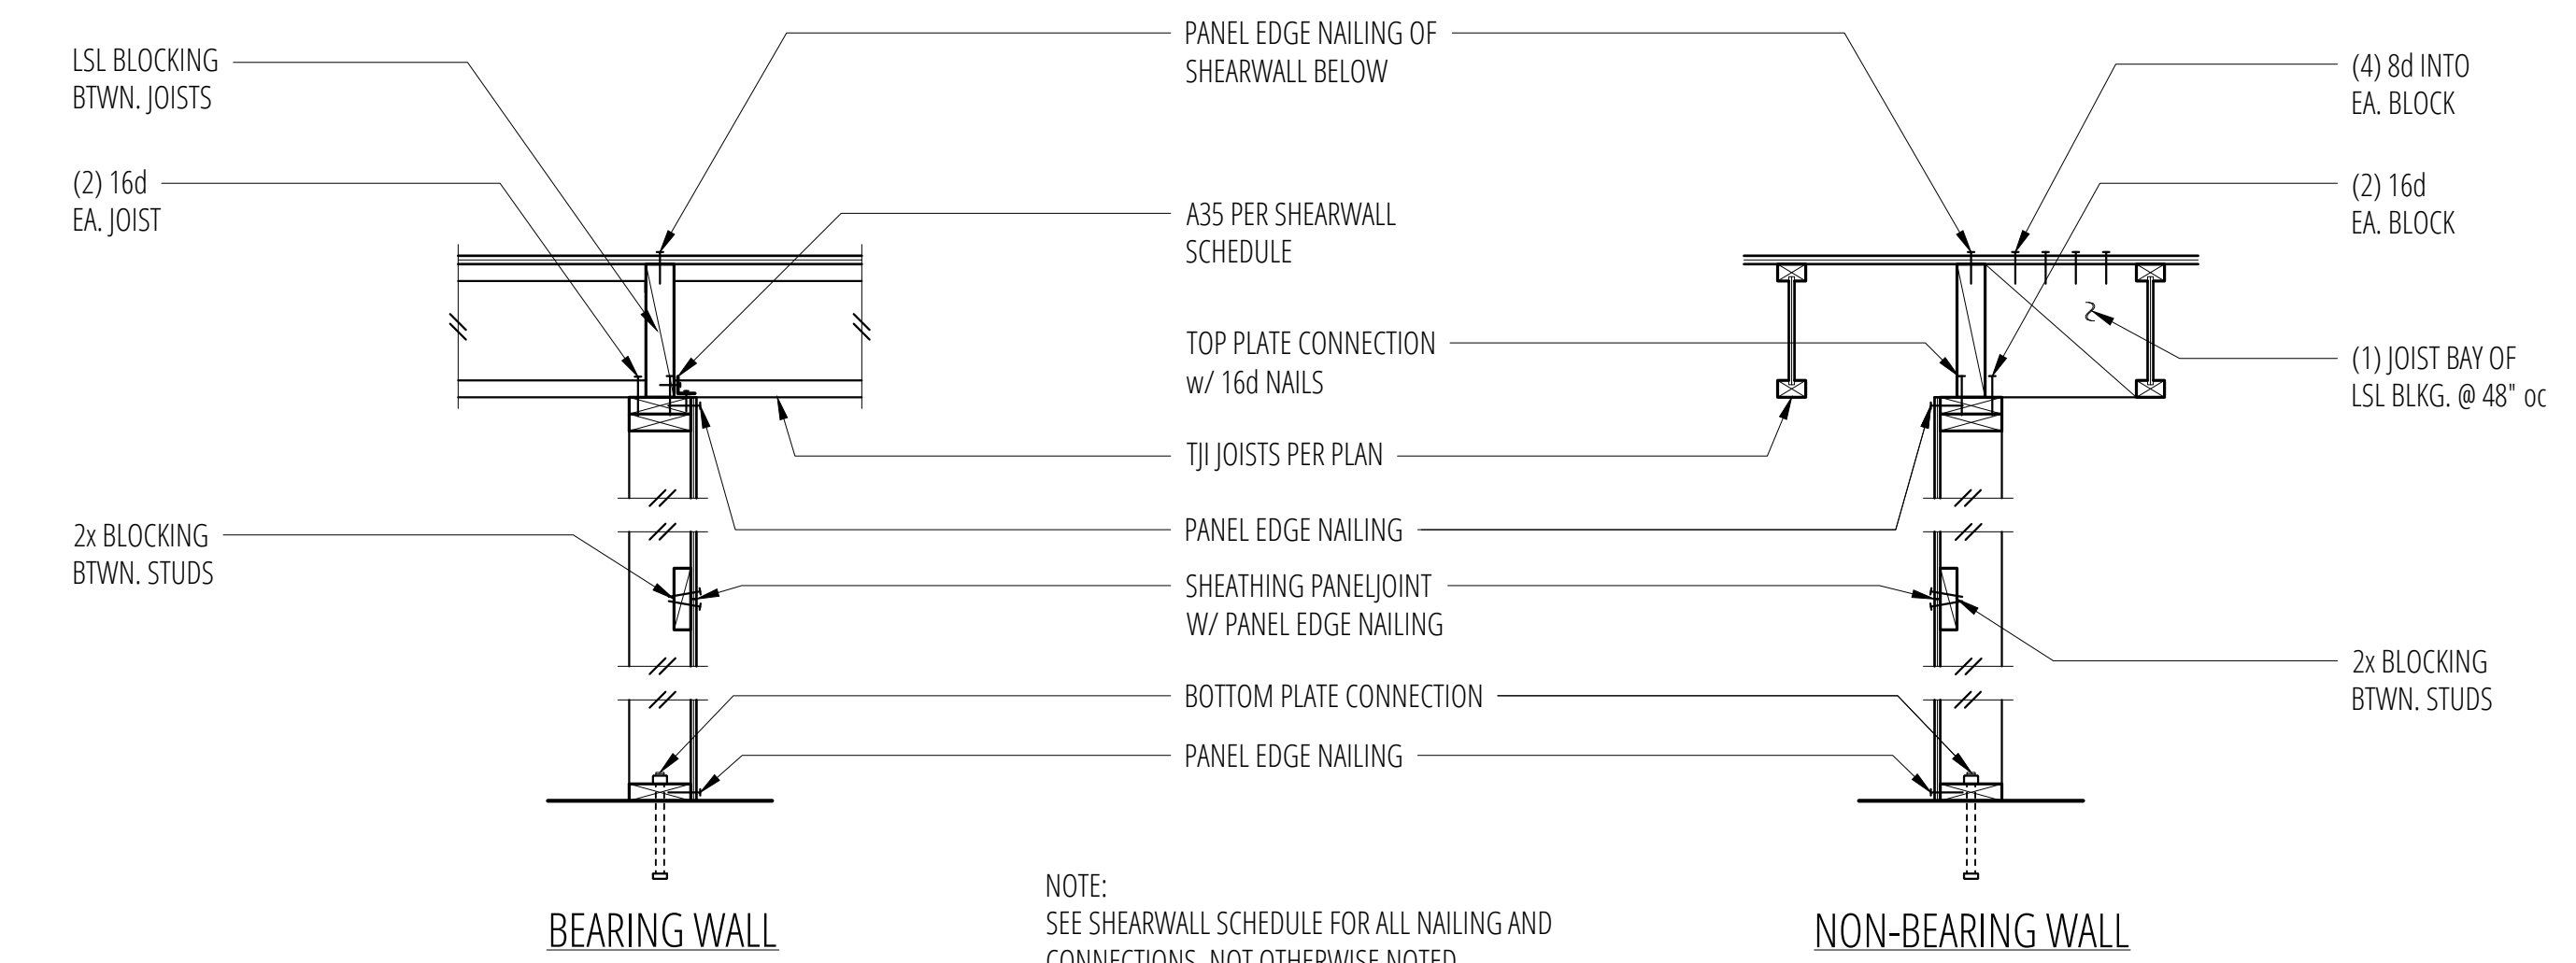 LSL BLOCKING
BTWN. JOISTS
(2) 16d
EA. JOIST
2x BLOCKING
BTWN. STUDS
PANEL EDGE NAILING OF
SHEARWALL BELOW
A35 PER SHEARWALL
SCHEDULE
TOP PLATE CONNECTION
w/ 16d NAILS
TJI JOISTS PER PLAN
PANEL EDGE NAILING
SHEATHING PANELJOINT
W/ PANEL EDGE NAILING
BOTTOM PLATE CONNECTION
PANEL EDGE NAILING
(4) 8d INTO
EA. BLOCK
(2) 16d
EA. BLOCK
(1) JOIST BAY OF
LSL BLKG. @ 48" oc
2x BLOCKING
BTWN. STUDS
BEARING WALL
NOTE:
SEE SHEARWALL SCHEDULE FOR ALL NAILING AND
CONNECTIONS, NOT OTHERWISE NOTED
NON-BEARING WALL